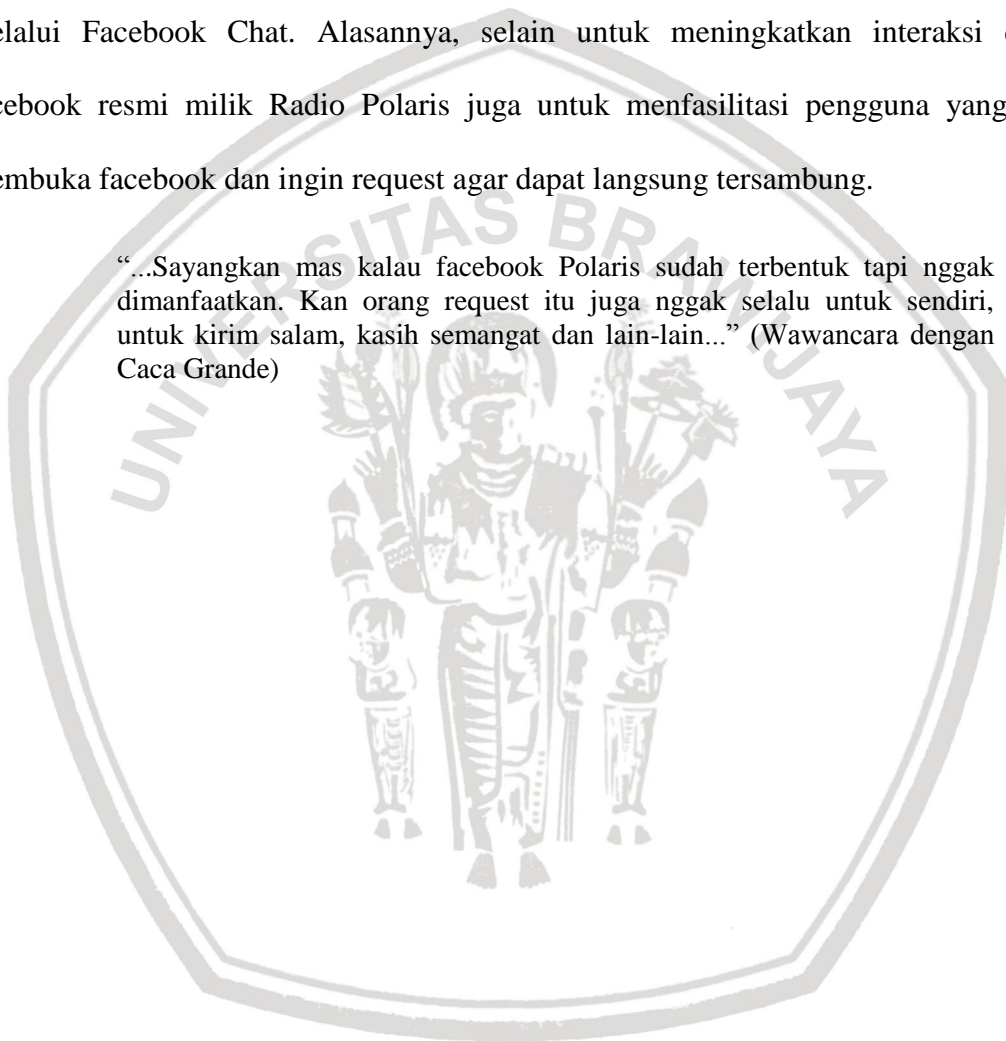 elalui Facebook Chat. Alasannya, selain untuk meningkatkan interaksi
cebook resmi milik Radio Polaris juga untuk menfasilitasi pengguna yang
embuka facebook dan ingin request agar dapat langsung tersambung.
“...Sayangkan mas kalau facebook Polaris sudah terbentuk tapi nggak
dimanfaatkan. Kan orang request itu juga nggak selalu untuk sendiri,
untuk kirim salam, kasih semangat dan lain-lain...” (Wawancara dengan
Caca Grande)
UNIVERSITAS BRAWIJAYA